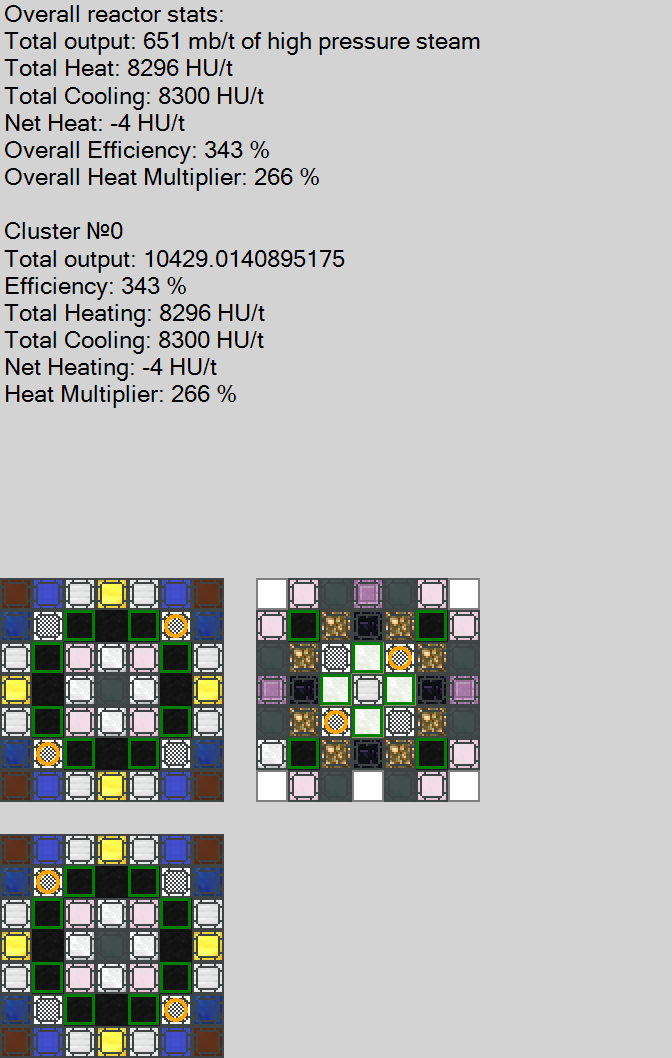 Overall reactor stats:
Total output: 651 mb/t of high pressure steam
Total Heat: 8296 HU/t
Total Cooling: 8300 HU/t
Net Heat: -4 HU/t
Overall Efficiency: 343 %
Overall Heat Multiplier: 266 %
Cluster №0
Total output: 10429.0140895175
Efficiency: 343 %
Total Heating: 8296 HU/t
Total Cooling: 8300 HU/t
Net Heating: -4 HU/t
Heat Multiplier: 266 %